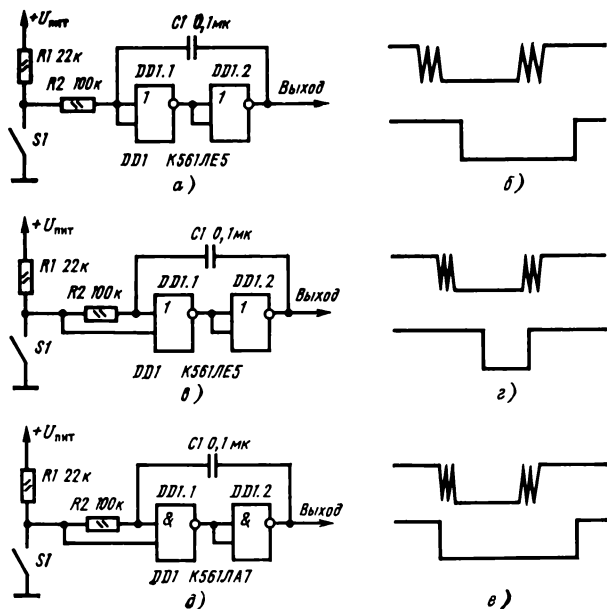 +Uпит
C1 0,1мк
R1 22к
R2 100к
DD1.1
DD1.2
1
1
Выход
S1
DD1 К561ЛЕ5
а)
б)
+Uпит
C1 0,1мк
R1 22к
R2 100к
DD1.1
DD1.2
1
1
Выход
S1
DD1 К561ЛЕ5
в)
г)
+Uпит
C1 0,1мк
R1 22к
R2 100к
DD1.1
DD1.2
&
&
Выход
S1
DD1 К561ЛА7
д)
е)